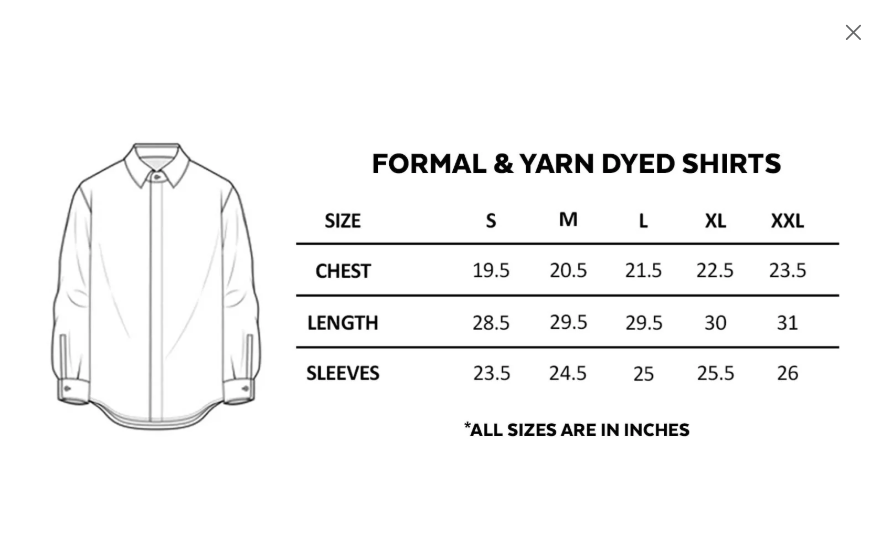 FORMAL & YARN DYED SHIRTS
SIZE S M L XL XXL
CHEST 19.5 20.5 21.5 22.5 23.5
LENGTH 28.5 29.5 29.5 30 31
SLEEVES 23.5 24.5 25 25.5 26
*ALL SIZES ARE IN INCHES